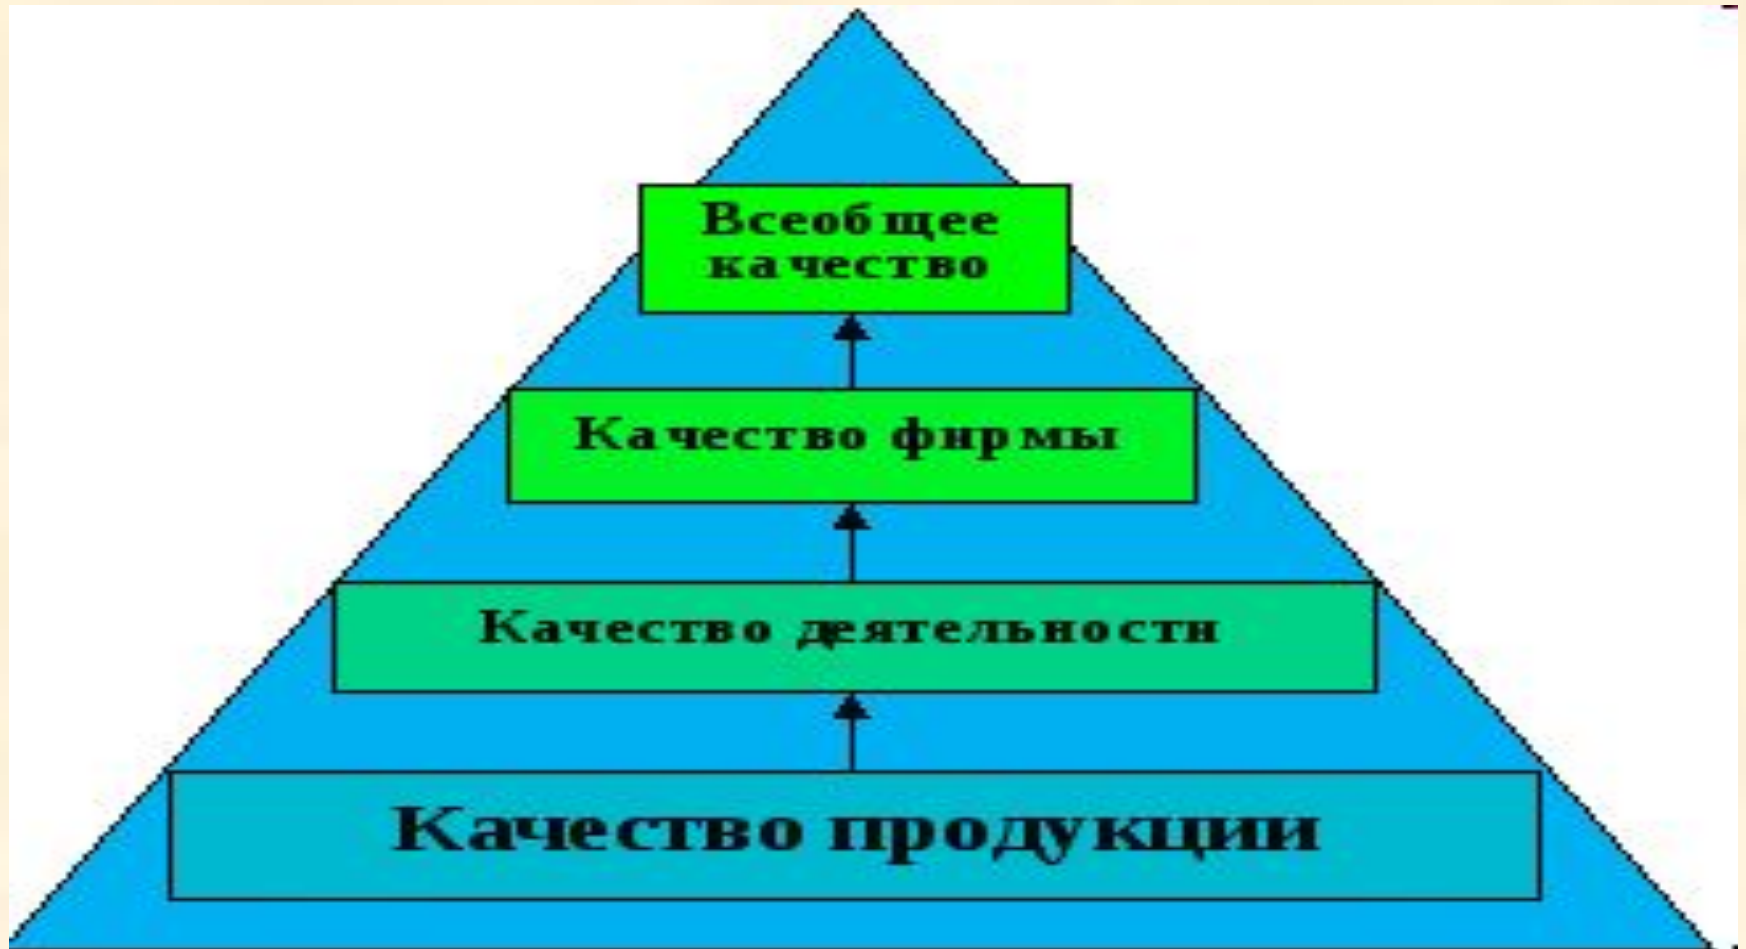 Всеобщее
качество
Качество фирмы
Качество деятельности
Качество продукции